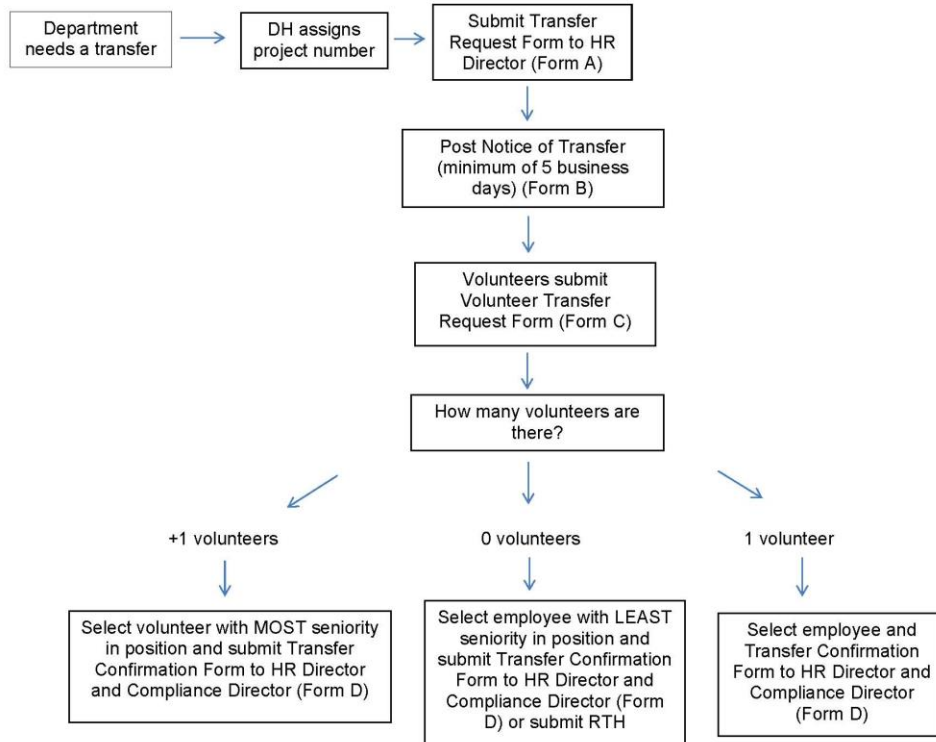 Department
needs a transfer
DH assigns
project number
Submit Transfer
Request Form to HR
Director (Form A)
Post Notice of Transfer
(minimum of 5 business
days) (Form B)
Volunteers submit
Volunteer Transfer
Request Form (Form C)
How many volunteers are
there?
+1 volunteers
0 volunteers
1 volunteer
Select volunteer with MOST seniority
in position and submit Transfer
Confirmation Form to HR Director
and Compliance Director (Form D)
Select employee with LEAST
seniority in position and
submit Transfer Confirmation
Form to HR Director and
Compliance Director (Form
D) or submit RTH
Select employee and
Transfer Confirmation
Form to HR Director and
Compliance Director
(Form D)